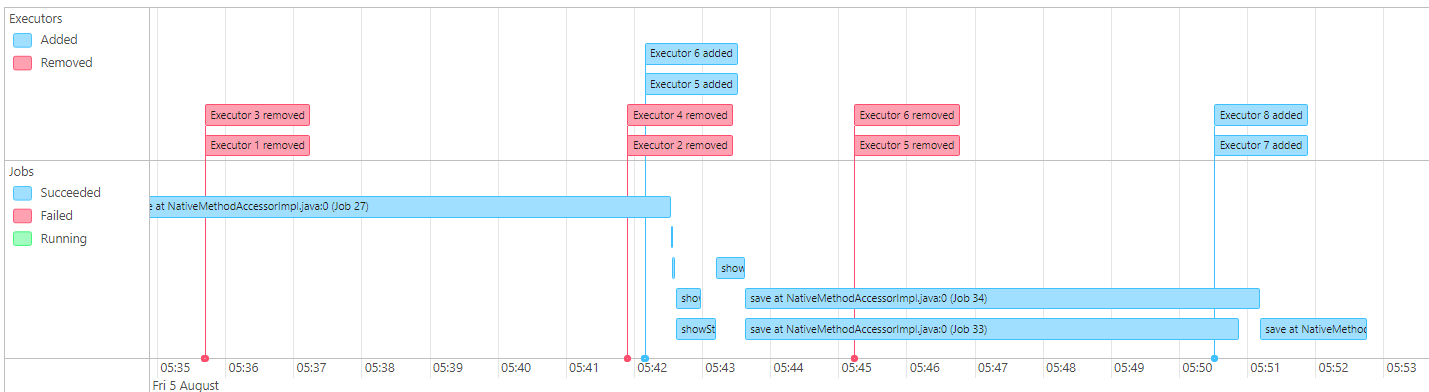 Executors
Added
Removed
Executor 6 added
Executor 5 added
Executor 3 removed
Executor 4 removed
Executor 6 removed
Executor 8 added
Executor 1 removed
Executor 2 removed
Executor 5 removed
Executor 7 added
Jobs
Succeeded
Failed
Running
e at NativeMethodAccessorImpl.java:0 (Job 27)
show
show
save at NativeMethodAccessorImpl.java:0 (Job 34)
showSt
save at NativeMethodAccessorImpl.java:0 (Job 33)
save at NativeMethod
05:35 05:36 05:37 05:38 05:39 05:40 05:41 05:42 05:43 05:44 05:45 05:46 05:47 05:48 05:49 05:50 05:51 05:52 05:53
Fri 5 August